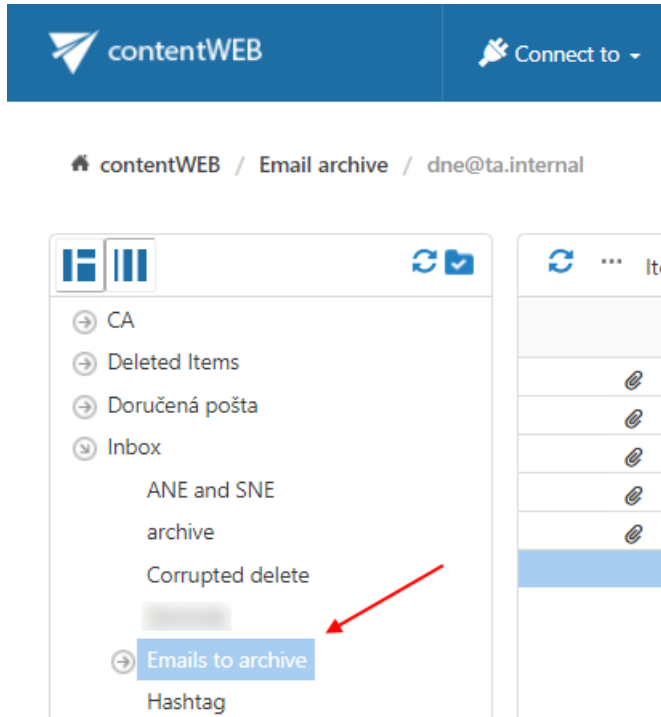 contentWEB
Connect to
contentWEB / Email archive / dne@ta.internal
CA
Deleted Items
Doručená pošta
Inbox
ANE and SNE
archive
Corrupted delete
Emails to archive
Hashtag